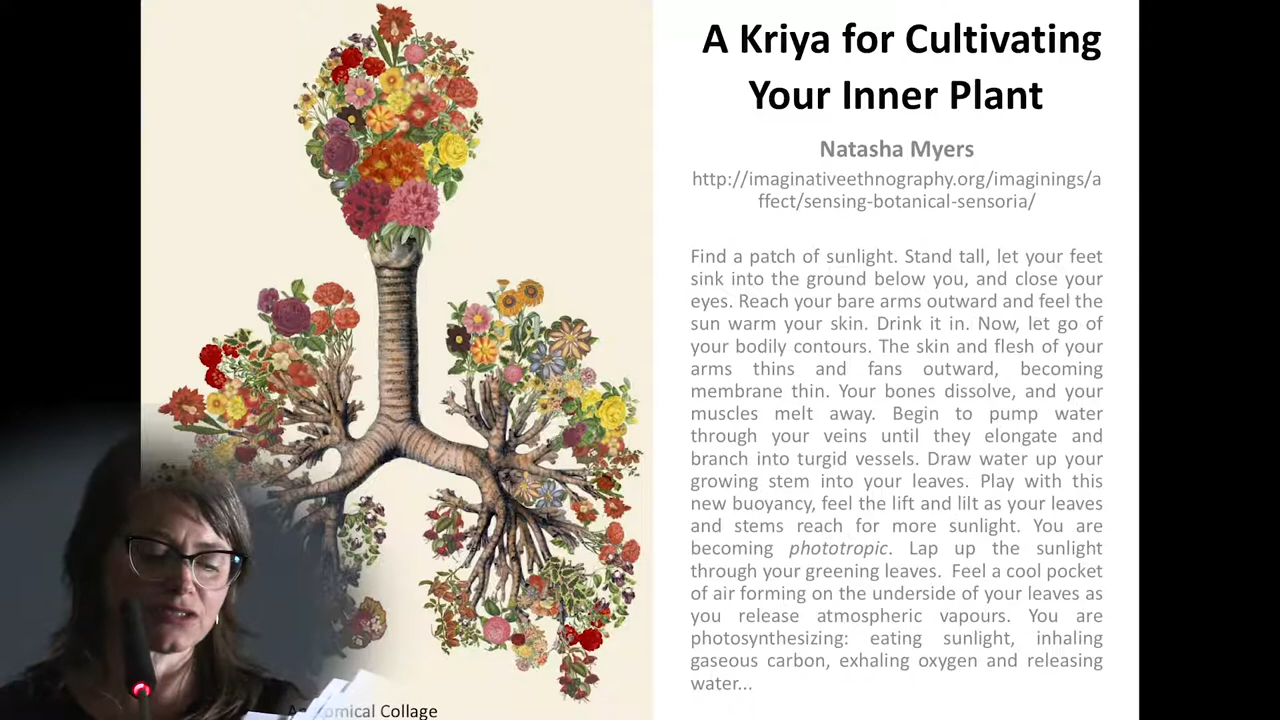 A Kriya for Cultivating
Your Inner Plant
Natasha Myers
http://imaginativeethnography.org/imaginings/a
ffect/sensing-botanical-sensoria/
Find a patch of sunlight. Stand tall, let your feet
sink into the ground below you, and close your
eyes. Reach your bare arms outward and feel the
sun warm your skin. Drink it in. Now, let go of
your bodily contours. The skin and flesh of your
arms thins and fans outward, becoming
membrane thin. Your bones dissolve, and your
muscles melt away. Begin to pump water
through your veins until they elongate and
branch into turgid vessels. Draw water up your
growing stem into your leaves. Play with this
new buoyancy, feel the lift and lilt as your leaves
and stems reach for more sunlight. You are
becoming phototropic. Lap up the sunlight
through your greening leaves. Feel a cool pocket
of air forming on the underside of your leaves as
you release atmospheric vapours. You are
photosynthesizing: eating sunlight, inhaling
gaseous carbon, exhaling oxygen and releasing
water...
Collage